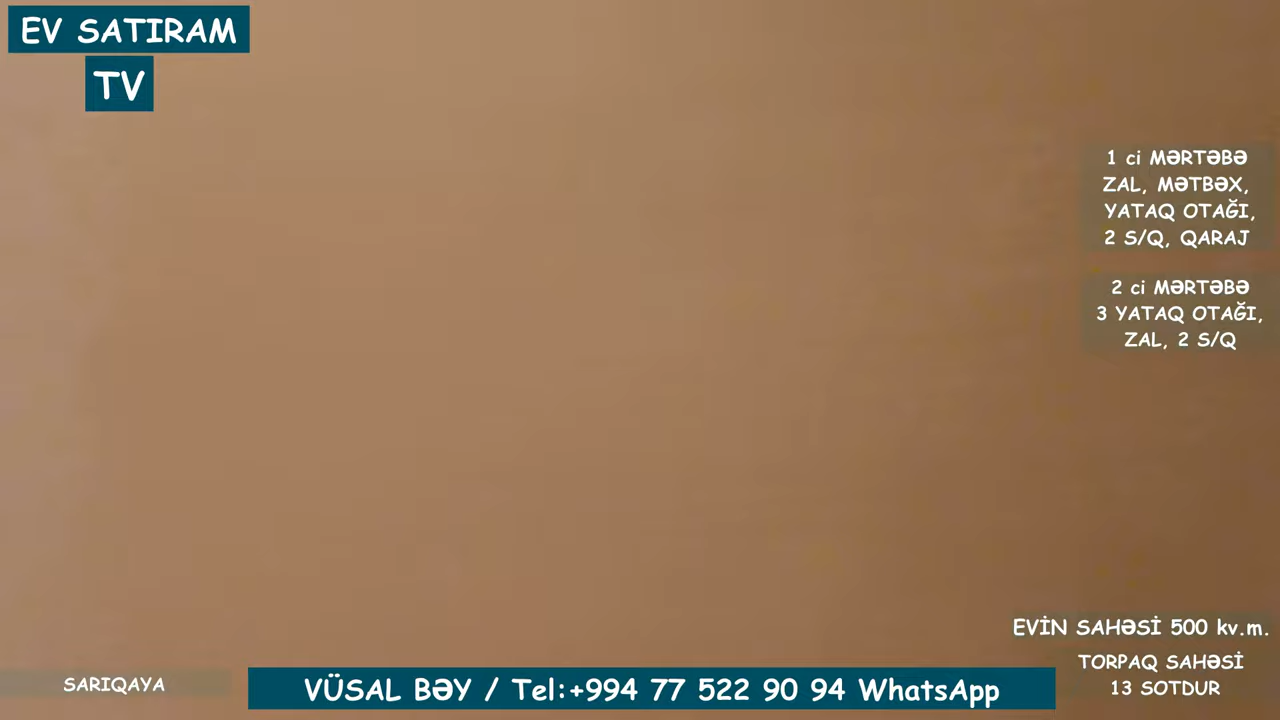 EV SATIRAM
TV
1 ci MƏRTƏBƏ
ZAL, MƏTBƏX,
YATAQ OTAĞI,
2 S/Q, QARAJ
2 ci MƏRTƏBƏ
3 YATAQ OTAĞI,
ZAL, 2 S/Q
EVİN SAHƏSİ 500 kv.m.
TORPAQ SAHƏSİ
13 SOTDUR
SARIQAYA
VÜSAL BƏY / Tel:+994 77 522 90 94 WhatsApp